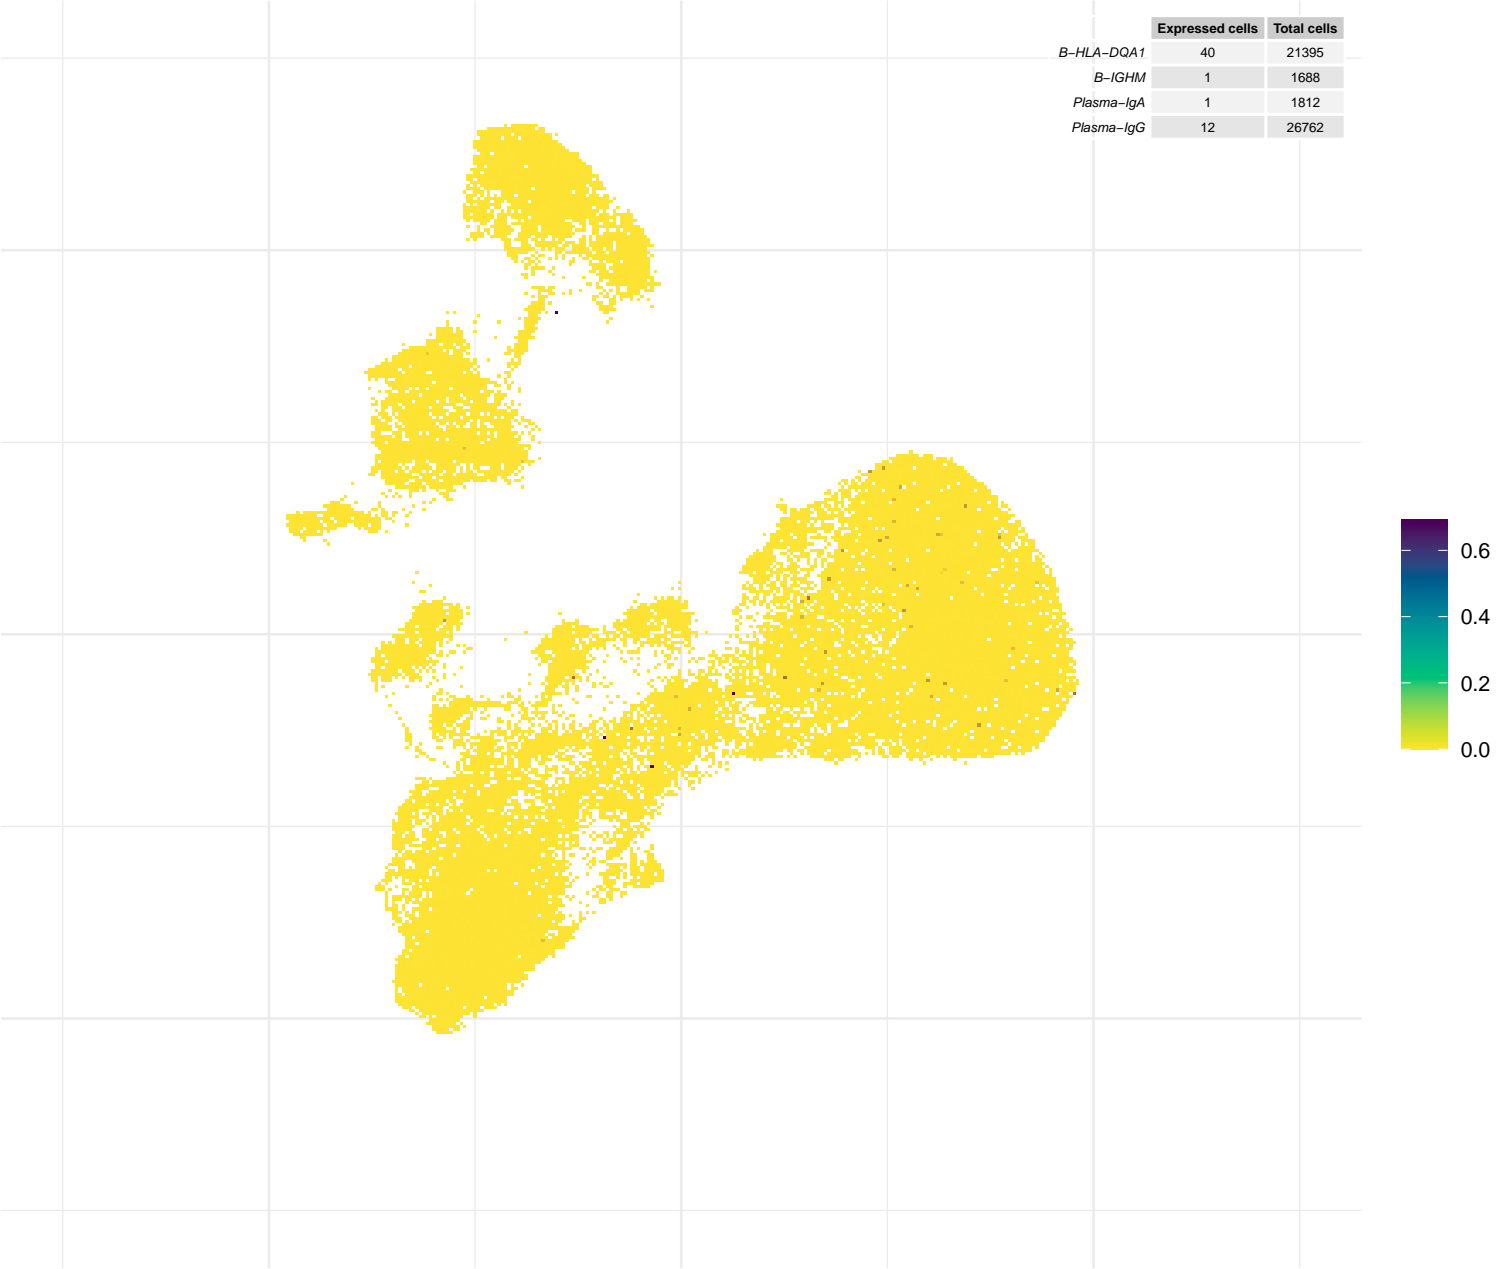 Expressed cells Total cells
B−HLA−DQA1 40 21395
B−IGHM 1 1688
Plasma−IgA 1 1812
Plasma−IgG 12 26762
0.6
0.4
0.2
0.0